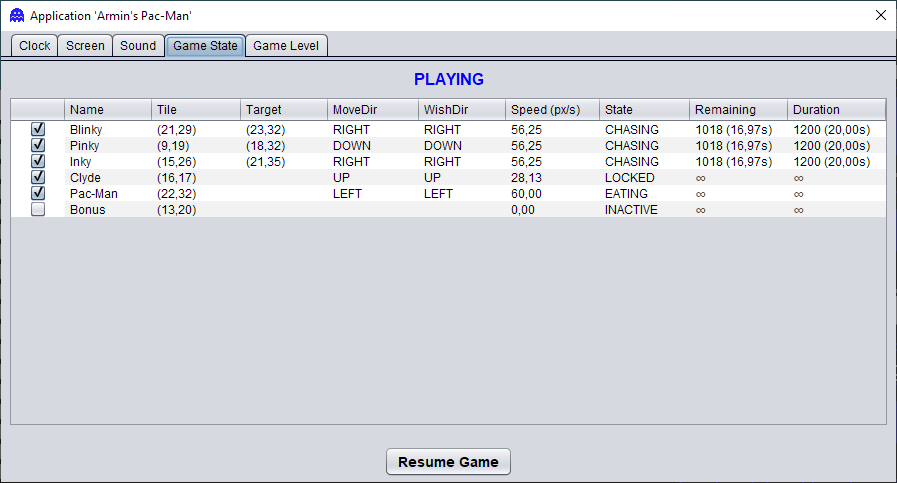 Application 'Armin's Pac-Man'
Clock Screen Sound Game State Game Level
PLAYING
Name Tile Target MoveDir WishDir Speed (px/s) State Remaining Duration
Blinky (21,29) (23,32) RIGHT RIGHT 56,25 CHASING 1018 (16,97s) 1200 (20,00s)
Pinky (9,19) (18,32) DOWN DOWN 56,25 CHASING 1018 (16,97s) 1200 (20,00s)
Inky (15,26) (21,35) RIGHT RIGHT 56,25 CHASING 1018 (16,97s) 1200 (20,00s)
Clyde (16,17) UP UP 28,13 LOCKED ∞ ∞
Pac-Man (22,32) LEFT LEFT 60,00 EATING ∞ ∞
Bonus (13,20) 0,00 INACTIVE ∞ ∞
Resume Game